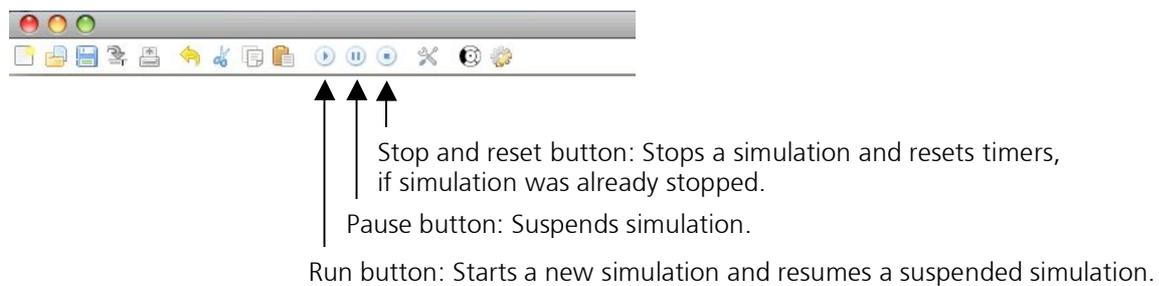 Stop and reset button: Stops a simulation and resets timers,
if simulation was already stopped.
Pause button: Suspends simulation.
Run button: Starts a new simulation and resumes a suspended simulation.